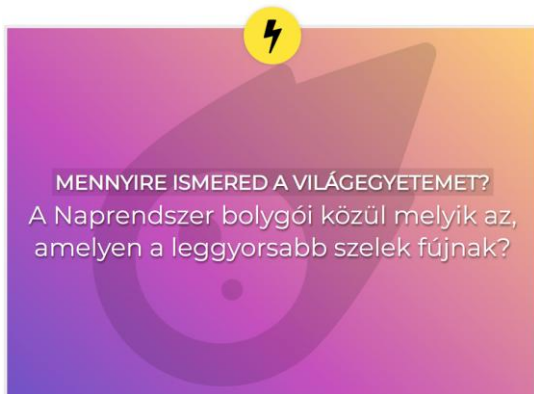 MENNYIRE ISMERED A VILÁGEGYETEMET?
A Naprendszer bolygói közül melyik az,
amelyen a leggyorsabb szelek fújnak?